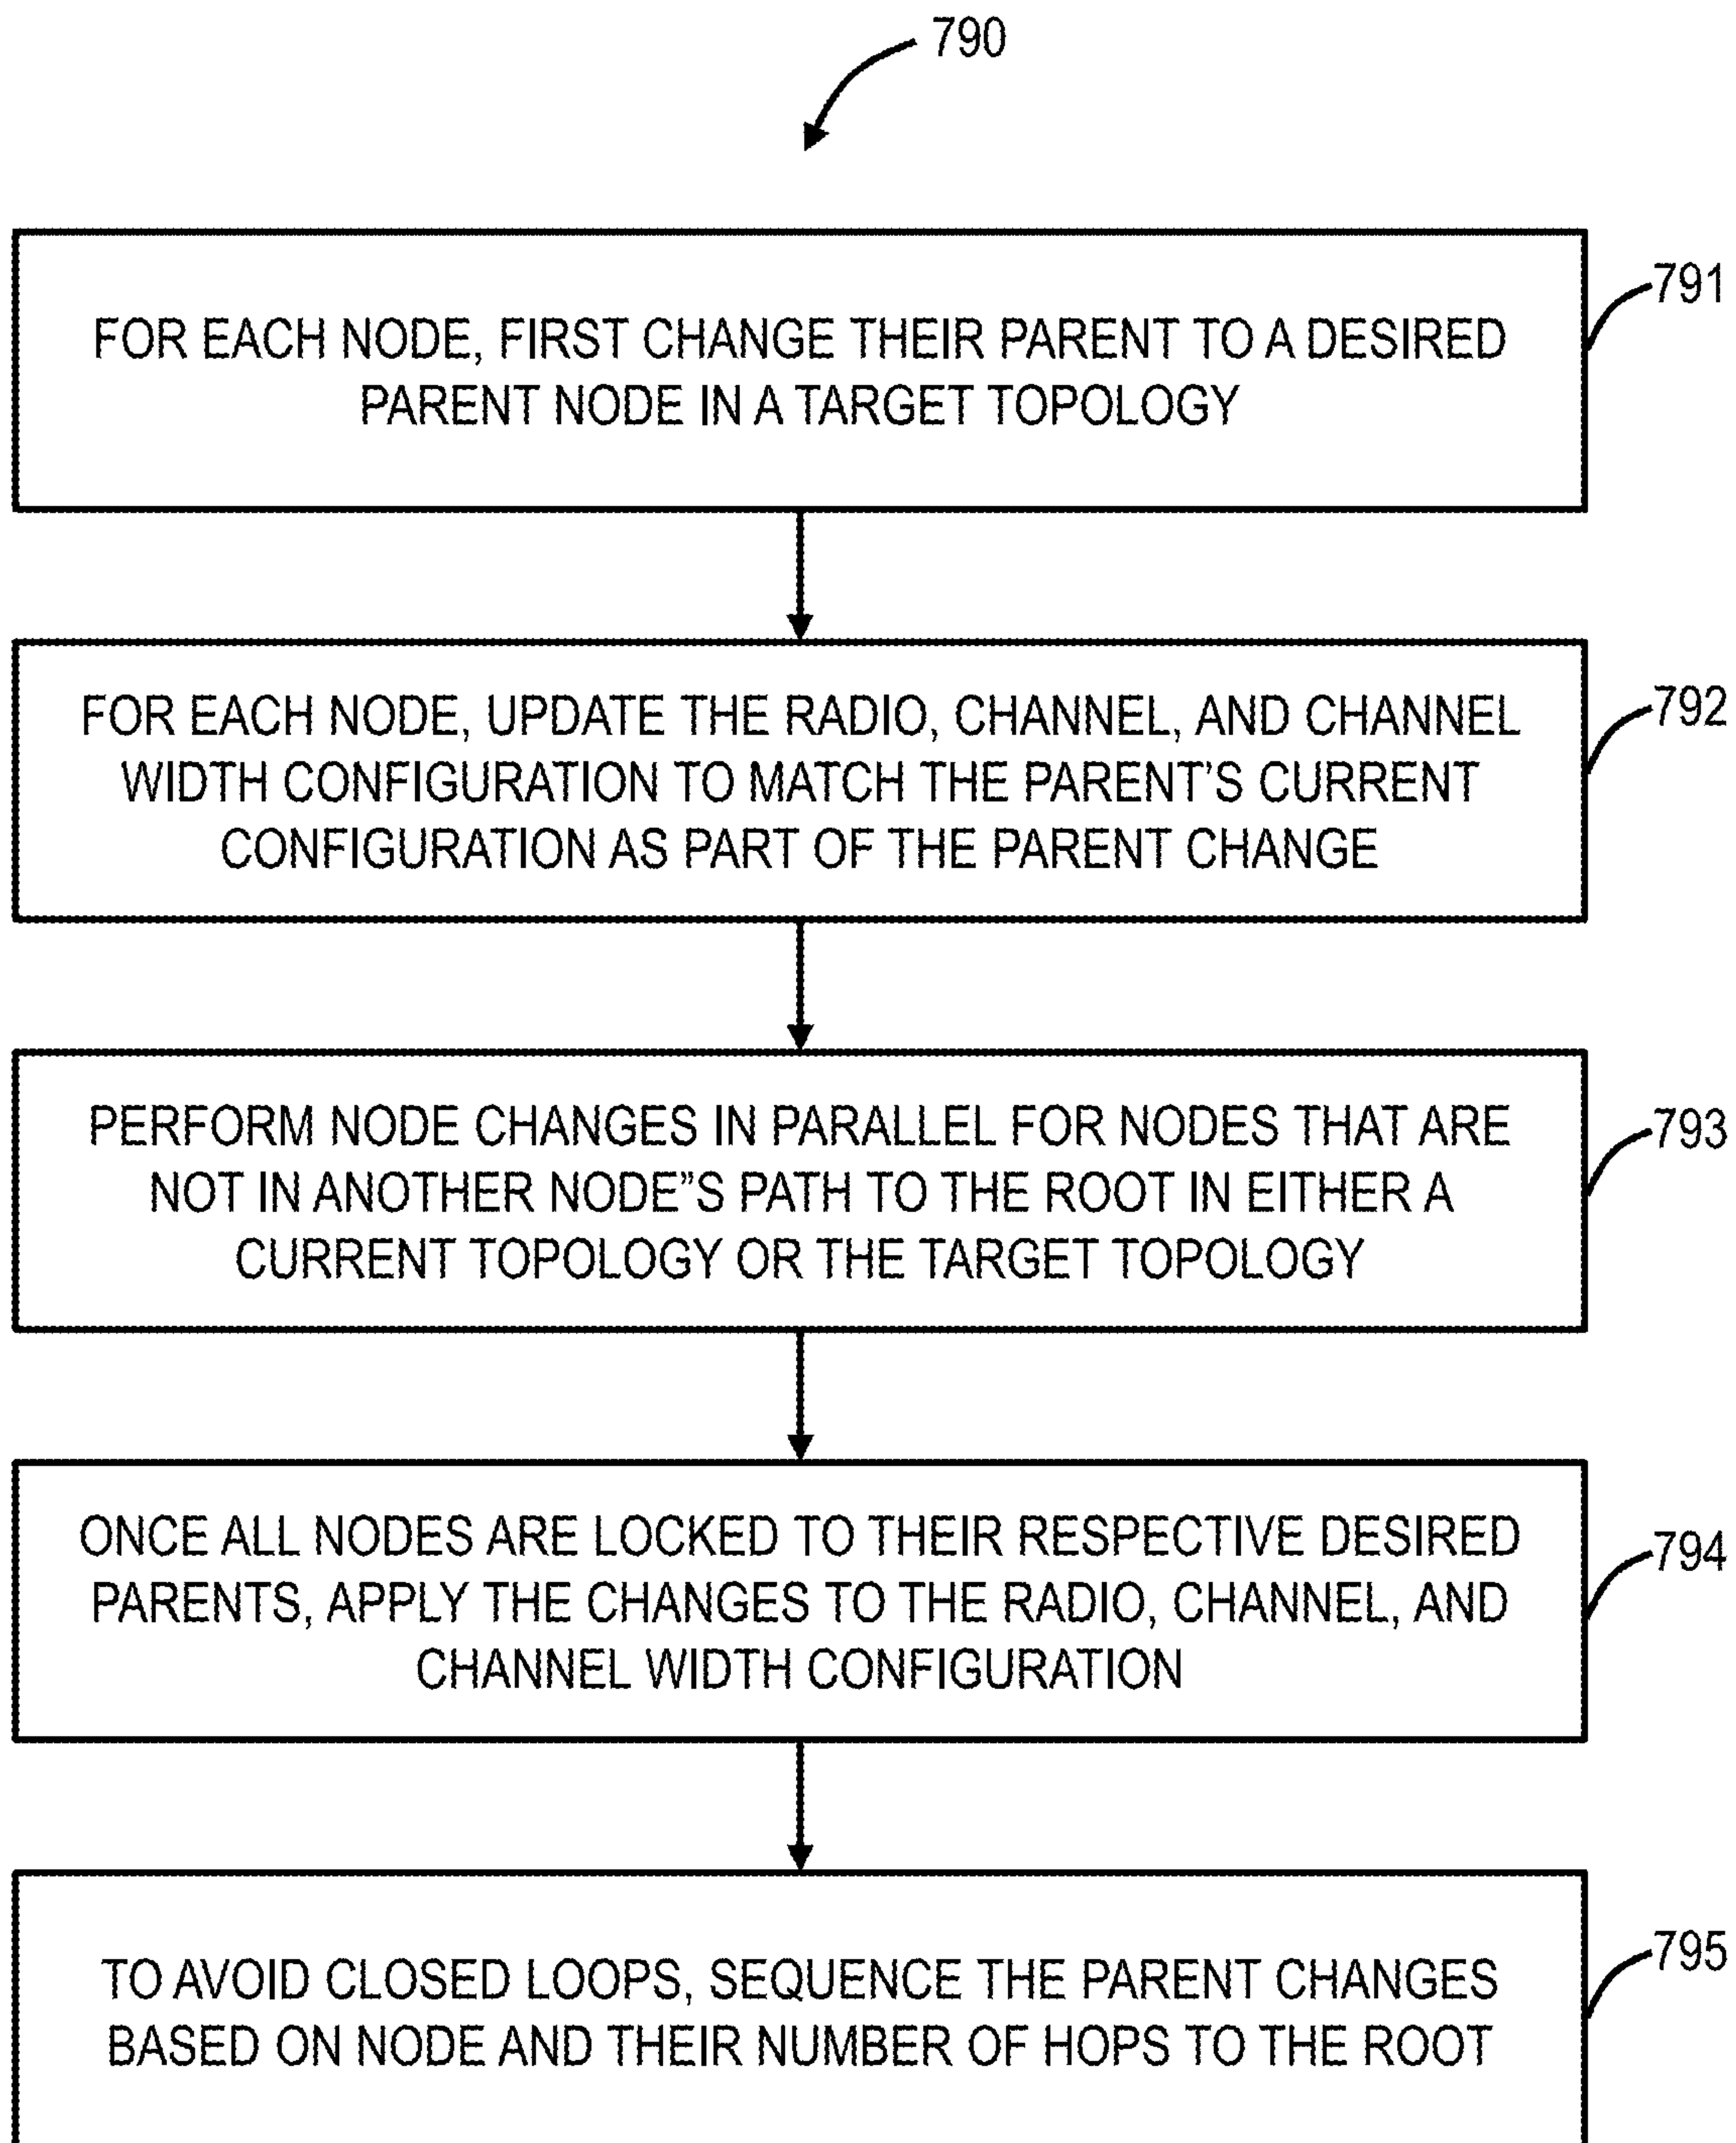 790
FOR EACH NODE, FIRST CHANGE THEIR PARENT TO A DESIRED
PARENT NODE IN A TARGET TOPOLOGY
791
FOR EACH NODE, UPDATE THE RADIO, CHANNEL, AND CHANNEL
WIDTH CONFIGURATION TO MATCH THE PARENT'S CURRENT
CONFIGURATION AS PART OF THE PARENT CHANGE
792
PERFORM NODE CHANGES IN PARALLEL FOR NODES THAT ARE
NOT IN ANOTHER NODE"S PATH TO THE ROOT IN EITHER A
CURRENT TOPOLOGY OR THE TARGET TOPOLOGY
793
ONCE ALL NODES ARE LOCKED TO THEIR RESPECTIVE DESIRED
PARENTS, APPLY THE CHANGES TO THE RADIO, CHANNEL, AND
CHANNEL WIDTH CONFIGURATION
794
TO AVOID CLOSED LOOPS, SEQUENCE THE PARENT CHANGES
BASED ON NODE AND THEIR NUMBER OF HOPS TO THE ROOT
795